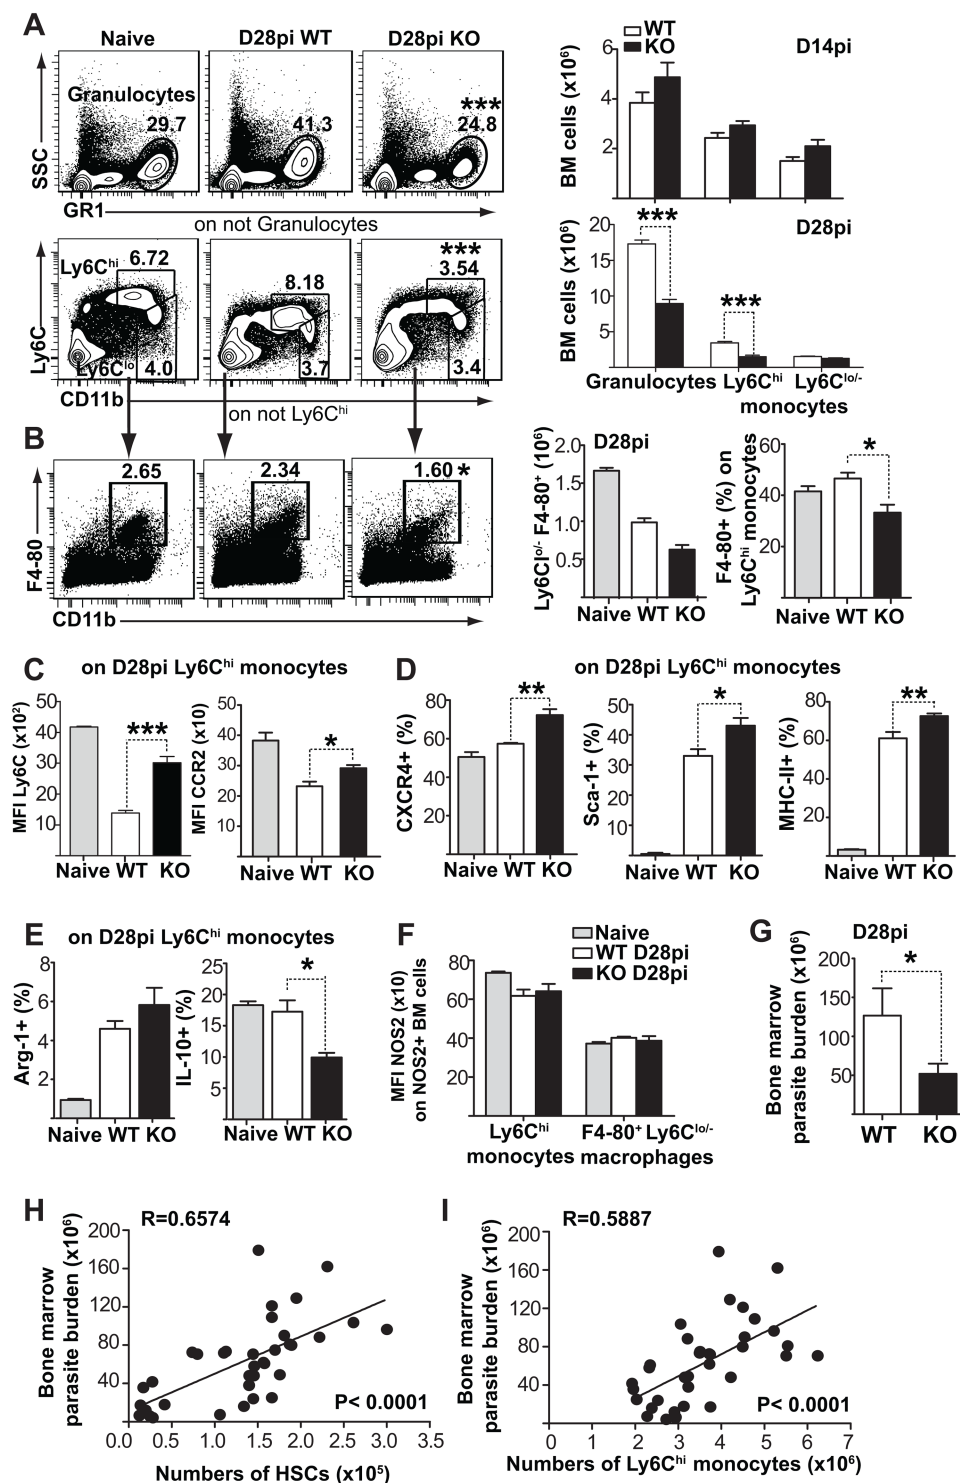 A
Naive
D28pi WT
D28pi KO
Granulocytes
29.7
41.3
***
24.8
SSC
GR1
on not Granulocytes
Ly6Chi
6.72
8.18
***
3.54
Ly6C
Ly6Clo
4.0
3.7
3.4
CD11b
on not Ly6Chi
WT
KO
D14pi
BM cells (x10⁶)
6
4
2
D28pi
BM cells (x10⁶)
20
15
10
5
***
***
Granulocytes Ly6Chi Ly6Clo/-
monocytes
B
2.65
2.34
1.60 *
F4-80
CD11b
D28pi
Ly6Clo/- F4-80⁺ (10⁶)
2.0
1.5
1.0
0.5
Naive WT KO
F4-80+ (%) on
Ly6Chi monocytes
60
40
20
*
Naive WT KO
C
on D28pi Ly6Chi monocytes
MFI Ly6C (x10²)
50
40
30
20
10
***
Naive WT KO
MFI CCR2 (x10)
50
40
30
20
10
*
Naive WT KO
D
on D28pi Ly6Chi monocytes
CXCR4+ (%)
80
60
40
20
**
Naive WT KO
Sca-1+ (%)
50
40
30
20
10
*
Naive WT KO
MHC-II+ (%)
80
60
40
20
**
Naive WT KO
E
on D28pi Ly6Chi monocytes
Arg-1+ (%)
8
6
4
2
Naive WT KO
IL-10+ (%)
25
20
15
10
5
*
Naive WT KO
F
Naive
WT D28pi
KO D28pi
MFI NOS2 (x10)
on NOS2+ BM cells
80
60
40
20
Ly6Chi
monocytes
F4-80⁺ Ly6Clo/-
macrophages
G
D28pi
Bone marrow
parasite burden (x10⁶)
200
150
100
50
*
WT
KO
H
R=0.6574
Bone marrow
parasite burden (x10⁶)
200
160
120
80
40
P< 0.0001
0.0 0.5 1.0 1.5 2.0 2.5 3.0 3.5
Numbers of HSCs (x10⁵)
I
R=0.5887
Bone marrow
parasite burden (x10⁶)
200
160
120
80
40
P< 0.0001
0 1 2 3 4 5 6 7
Numbers of Ly6Chi monocytes (x10⁶)